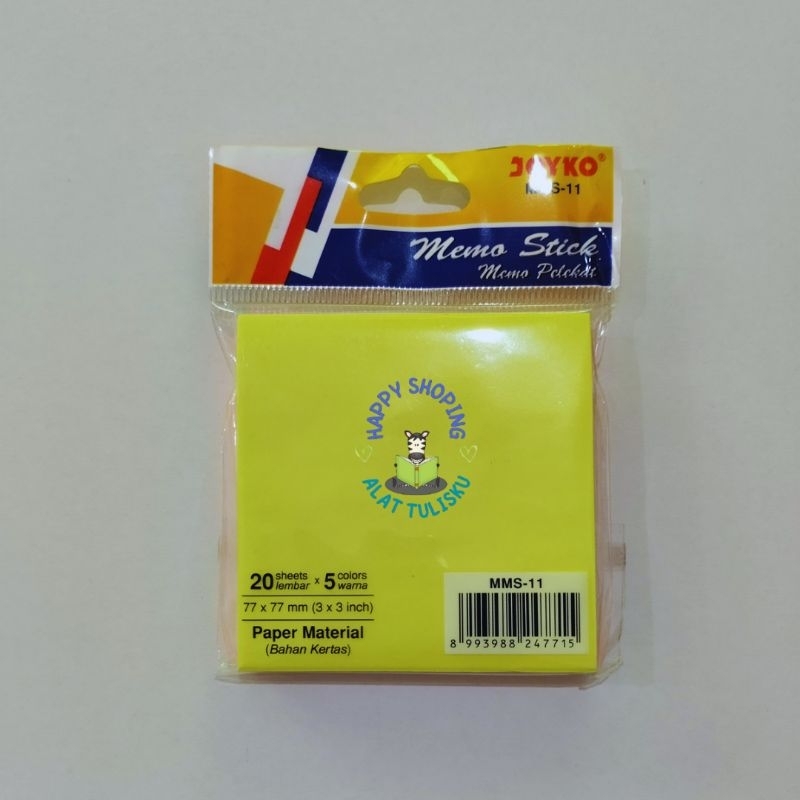 JOYKO®
MMS-11
Memo Stick
Memo Pelekat
HAPPY SHOPING
ALAT TULISKU
20 sheets lembar x 5 colors warna
77 x 77 mm (3 x 3 inch)
Paper Material
(Bahan Kertas)
MMS-11
8 993988 247715